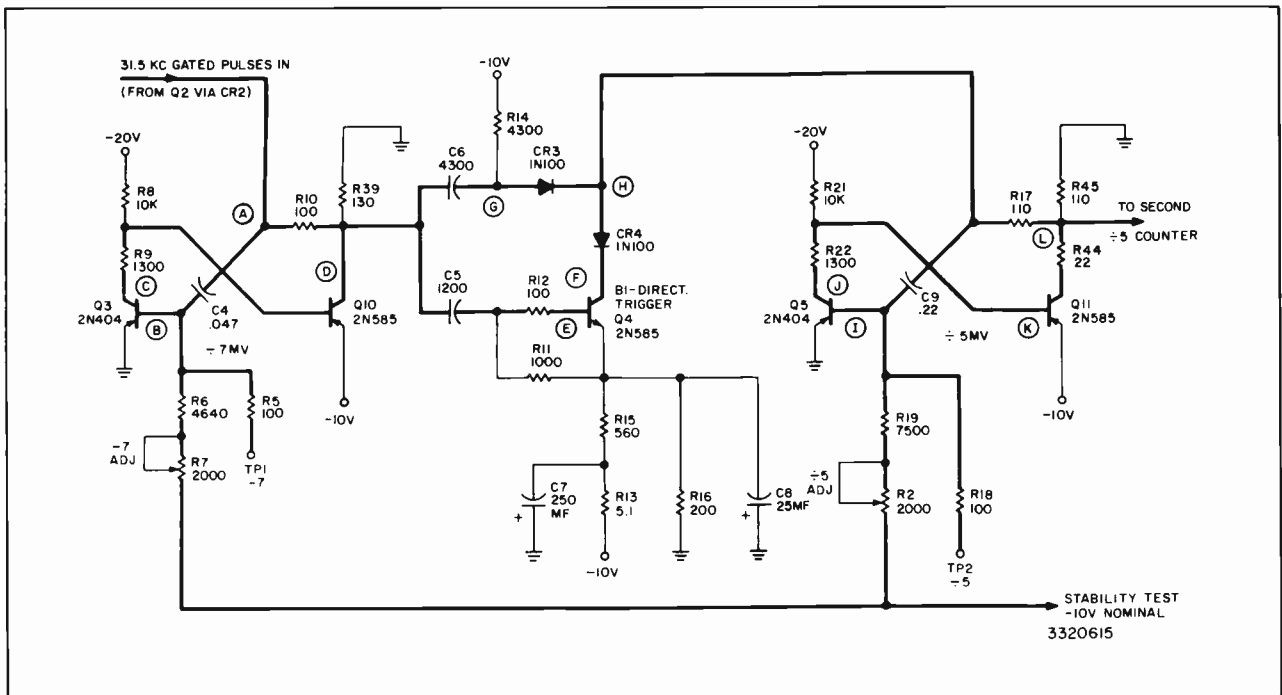 31.5 KC GATED PULSES IN
(FROM Q2 VIA CR2)
-20V
R8
10K
R9
1300
C
Q3
2N404
B
A
R10
100
C4
.047
÷7MV
R39
130
D
Q10
2N585
-10V
R6
4640
R5
100
-7
ADJ
R7
2000
TP1
-7
-10V
R14
4300
C6
4300
G
CR3
1N100
H
CR4
1N100
F
C5
1200
R12
100
E
BI-DIRECT.
TRIGGER
Q4
2N585
R11
1000
R15
560
C7
250
MF
+
R13
5.1
-10V
R16
200
C8
25MF
+
-20V
R21
10K
R22
1300
J
Q5
2N404
I
C9
.22
÷5MV
R17
110
R45
110
L
R44
22
TO SECOND
÷5 COUNTER
Q11
2N585
K
-10V
R19
7500
÷5
ADJ
R2
2000
R18
100
TP2
÷5
STABILITY TEST
-10V NOMINAL
3320615